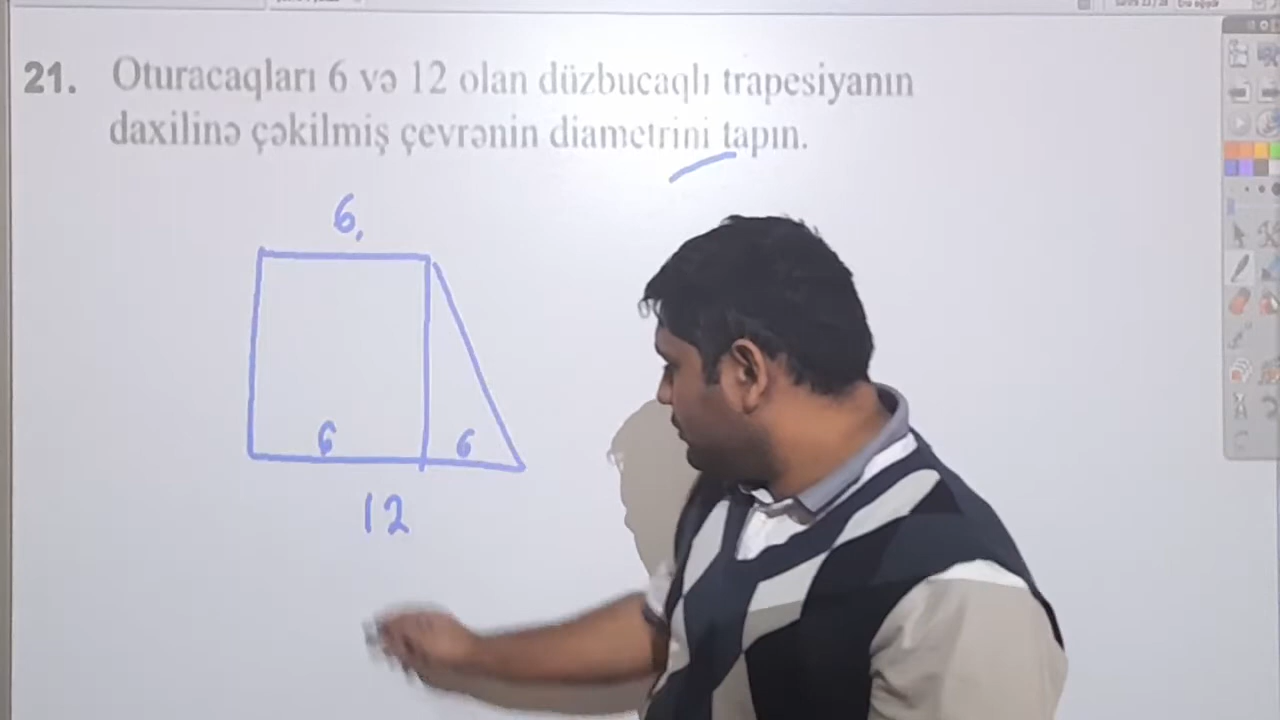 21. Oturacaqları 6 və 12 olan düzbucaqlı trapesiyanın
daxilinə çəkilmiş çevrənin diametrini tapın.
6,
6 6
12